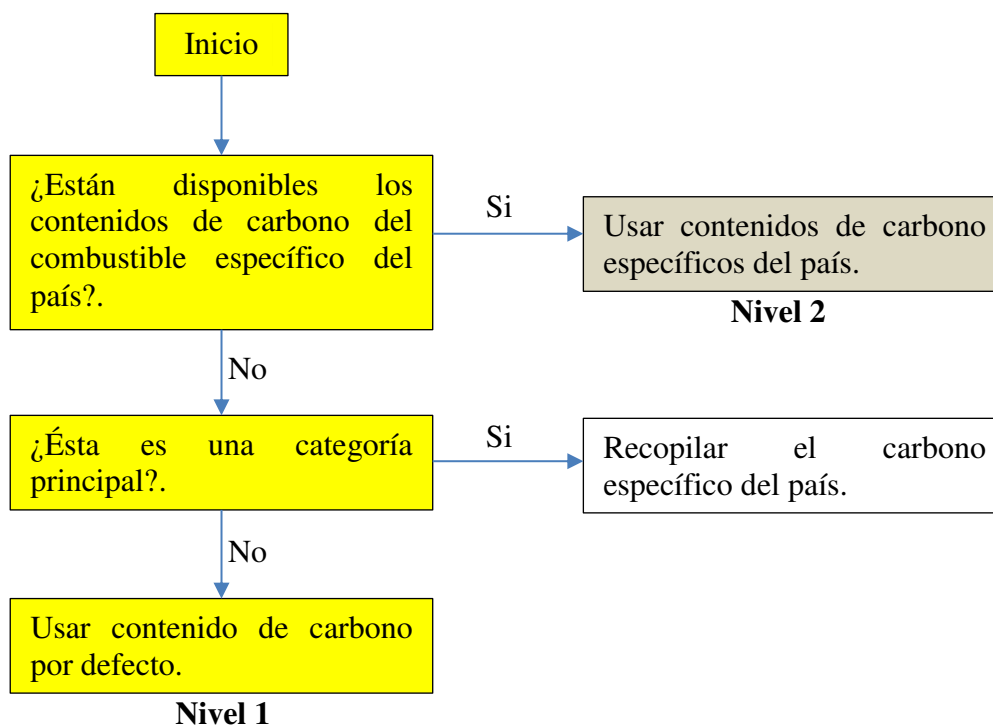 Inicio
¿Están disponibles los
contenidos de carbono del
combustible específico del
país?.
Si
Usar contenidos de carbono
específicos del país.
Nivel 2
No
¿Ésta es una categoría
principal?.
Si
Recopilar el carbono
específico del país.
No
Usar contenido de carbono
por defecto.
Nivel 1